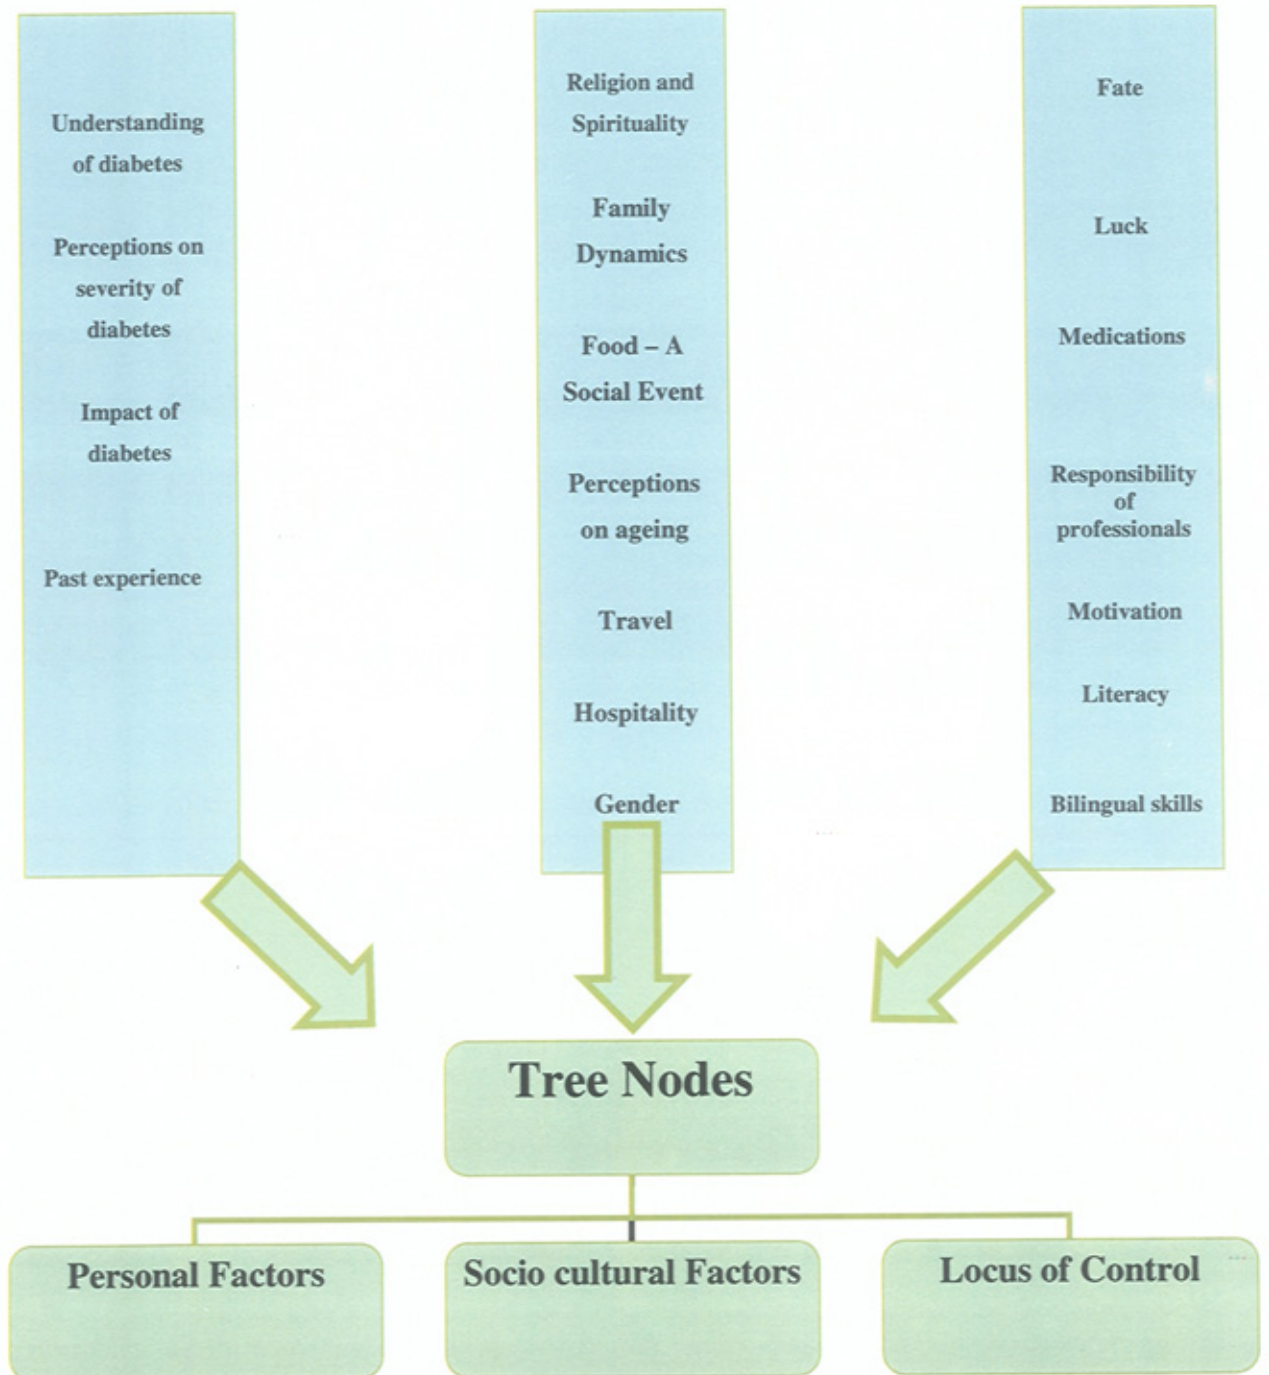 Understanding
of diabetes
Perceptions on
severity of
diabetes
Impact of
diabetes
Past experience
Religion and
Spirituality
Family
Dynamics
Food – A
Social Event
Perceptions
on ageing
Travel
Hospitality
Gender
Fate
Luck
Medications
Responsibility
of
professionals
Motivation
Literacy
Bilingual skills
Tree Nodes
Personal Factors
Socio cultural Factors
Locus of Control